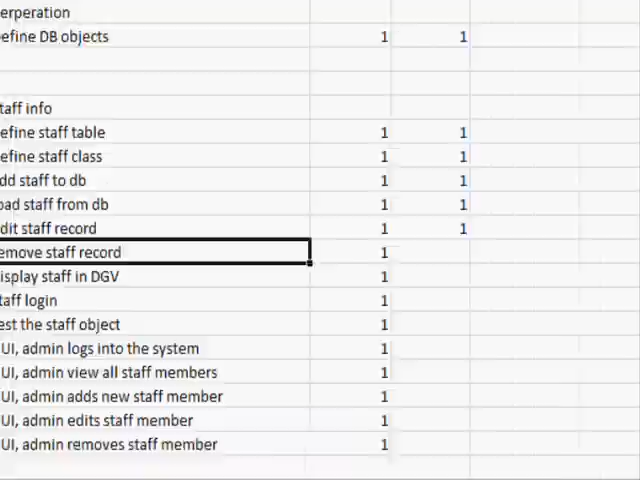 erperation
efine DB objects 1 1
taff info
efine staff table 1 1
efine staff class 1 1
dd staff to db 1 1
oad staff from db 1 1
dit staff record 1 1
emove staff record 1
isplay staff in DGV 1
taff login 1
est the staff object 1
UI, admin logs into the system 1
UI, admin view all staff members 1
UI, admin adds new staff member 1
UI, admin edits staff member 1
UI, admin removes staff member 1